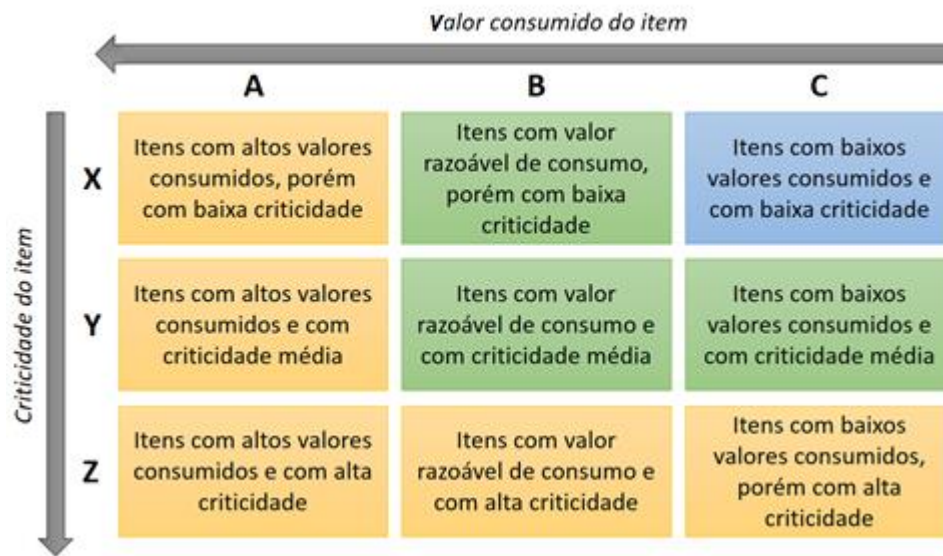 Valor consumido do item
A
B
C
Criticidade do item
X
Itens com altos valores
consumidos, porém
com baixa criticidade
Itens com valor
razoável de consumo,
porém com baixa
criticidade
Itens com baixos
valores consumidos e
com baixa criticidade
Y
Itens com altos valores
consumidos e com
criticidade média
Itens com valor
razoável de consumo e
com criticidade média
Itens com baixos
valores consumidos e
com criticidade média
Z
Itens com altos valores
consumidos e com alta
criticidade
Itens com valor
razoável de consumo e
com alta criticidade
Itens com baixos
valores consumidos,
porém com alta
criticidade